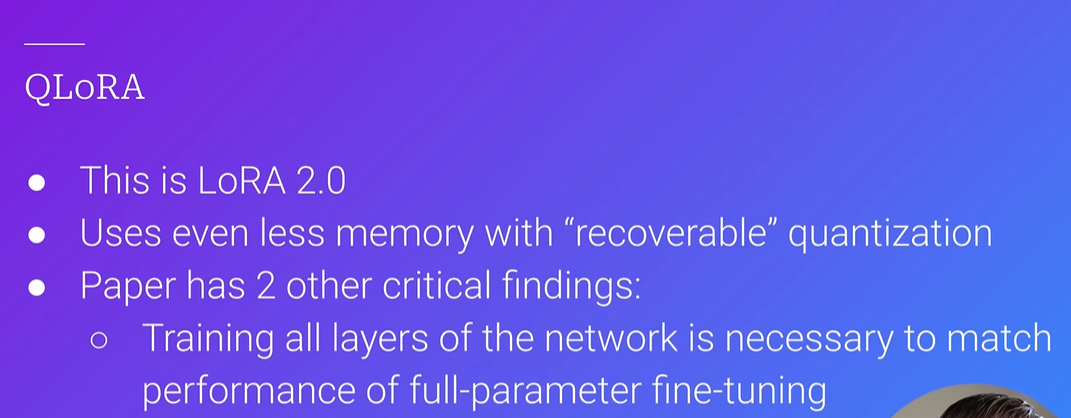 QLoRA
● This is LoRA 2.0
● Uses even less memory with “recoverable” quantization
● Paper has 2 other critical findings:
○ Training all layers of the network is necessary to match
performance of full-parameter fine-tuning